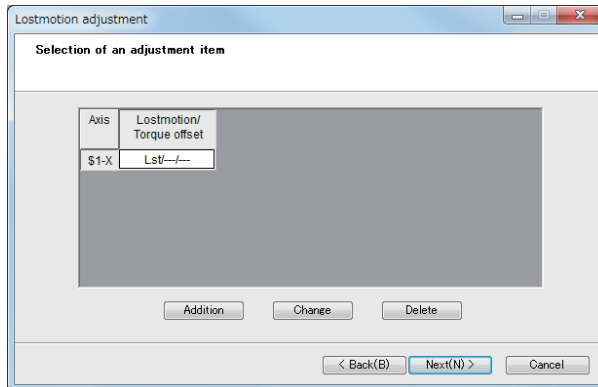 Lostmotion adjustment
Selection of an adjustment item
Axis
Lostmotion/
Torque offset
$1-X
Lst/---/---
Addition
Change
Delete
< Back(B)
Next(N) >
Cancel